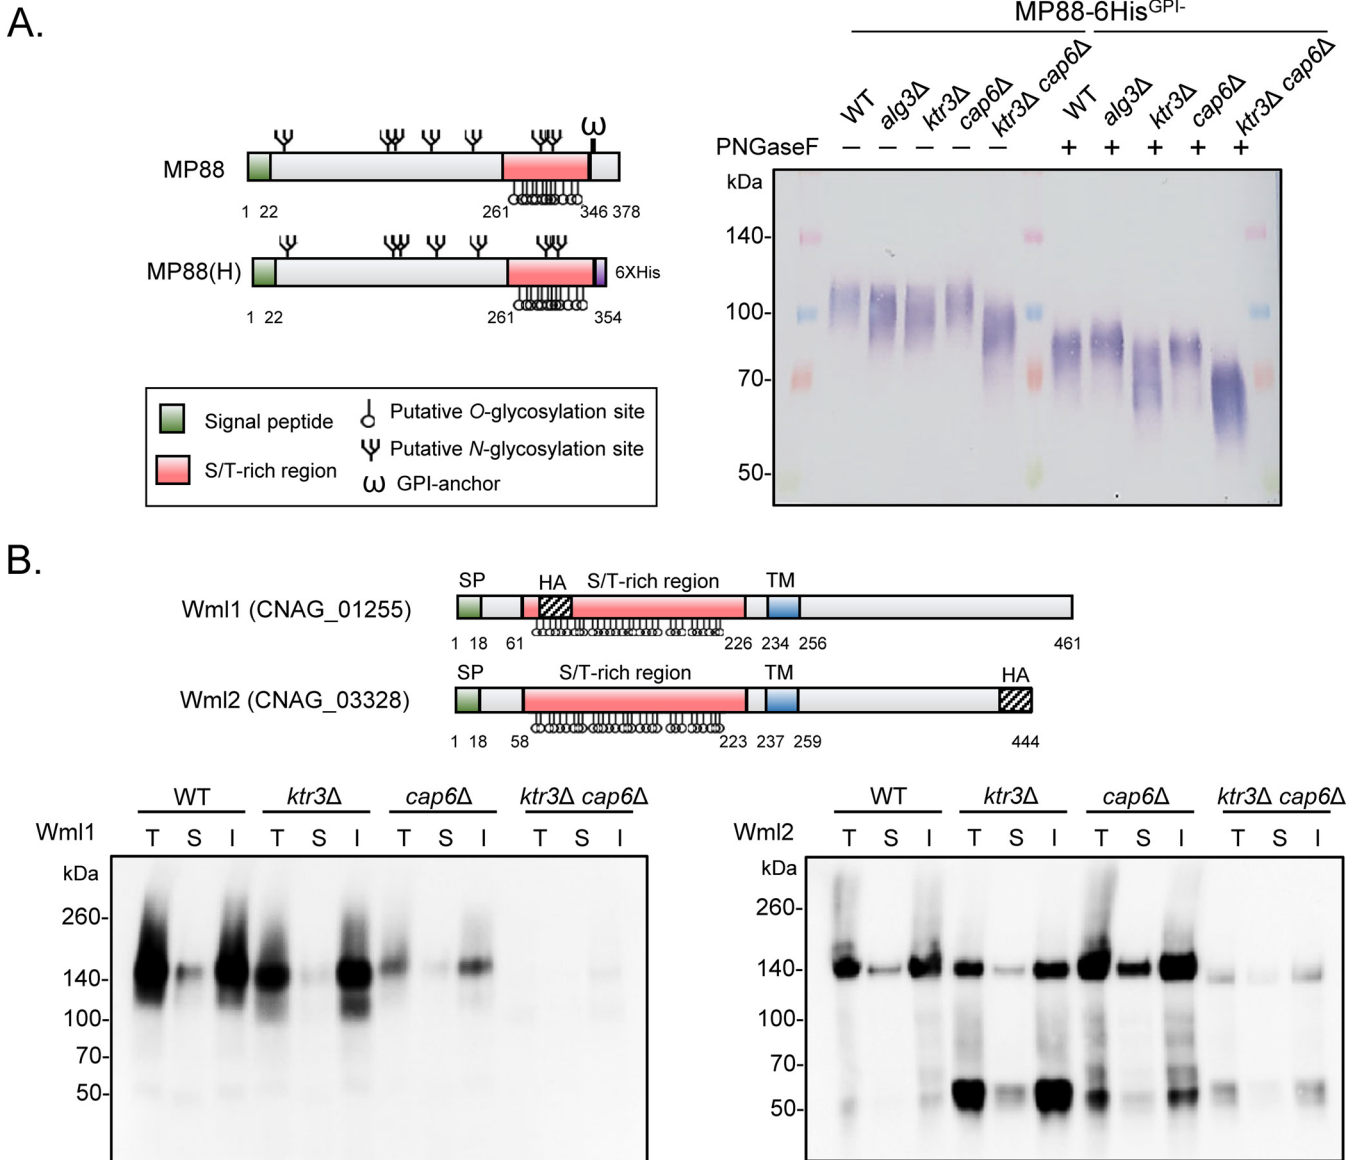 A.
MP88-6HisGPI-
WT alg3Δ ktr3Δ cap6Δ ktr3Δ cap6Δ WT alg3Δ ktr3Δ cap6Δ ktr3Δ cap6Δ
PNGaseF − − − − − + + + + +
kDa
140-
100-
70-
50-
ω
MP88
1 22 261 346 378
MP88(H) 6XHis
1 22 261 354
Signal peptide
S/T-rich region
Putative O-glycosylation site
Putative N-glycosylation site
ω GPI-anchor
B.
SP HA S/T-rich region TM
Wml1 (CNAG_01255)
1 18 61 226 234 256 461
SP S/T-rich region TM HA
Wml2 (CNAG_03328)
1 18 58 223 237 259 444
WT ktr3Δ cap6Δ ktr3Δ cap6Δ
Wml1 T S I T S I T S I T S I
kDa
260-
140-
100-
70-
50-
WT ktr3Δ cap6Δ ktr3Δ cap6Δ
Wml2 T S I T S I T S I T S I
kDa
260-
140-
100-
70-
50-